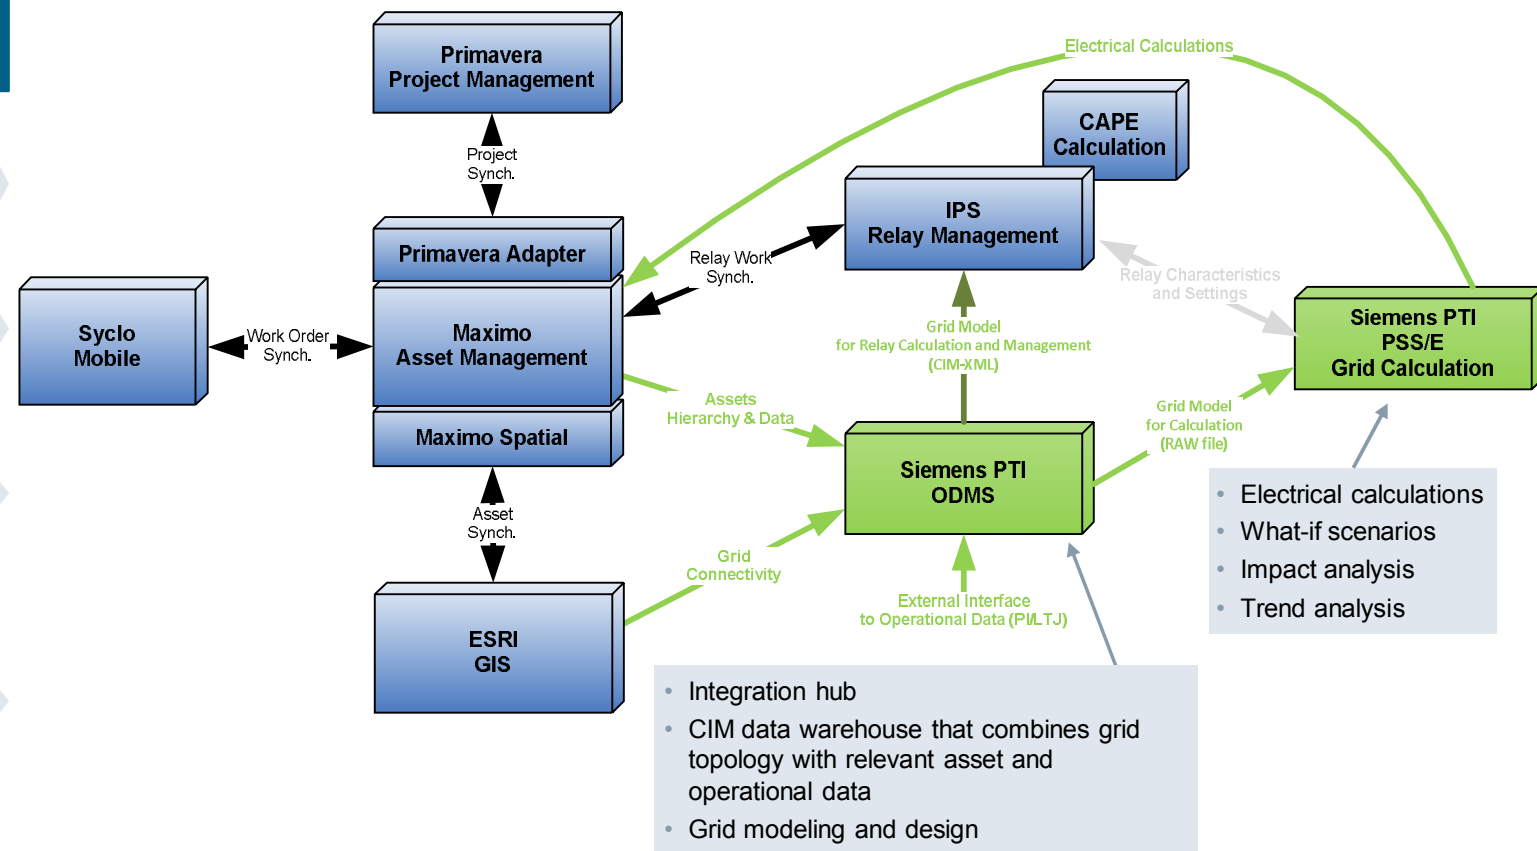 Primavera
Project Management
Project
Synch.
Primavera Adapter
Maximo
Asset Management
Maximo Spatial
Syclo
Mobile
Work Order
Synch.
Asset
Synch.
ESRI
GIS
Relay Work
Synch.
Electrical Calculations
CAPE
Calculation
IPS
Relay Management
Relay Characteristics
and Settings
Grid Model
for Relay Calculation and Management
(CIM-XML)
Assets
Hierarchy & Data
Siemens PTI
ODMS
Grid
Connectivity
External Interface
to Operational Data (PI/LTJ)
Grid Model
for Calculation
(RAW file)
Siemens PTI
PSS/E
Grid Calculation
• Electrical calculations
• What-if scenarios
• Impact analysis
• Trend analysis
• Integration hub
• CIM data warehouse that combines grid
topology with relevant asset and
operational data
• Grid modeling and design